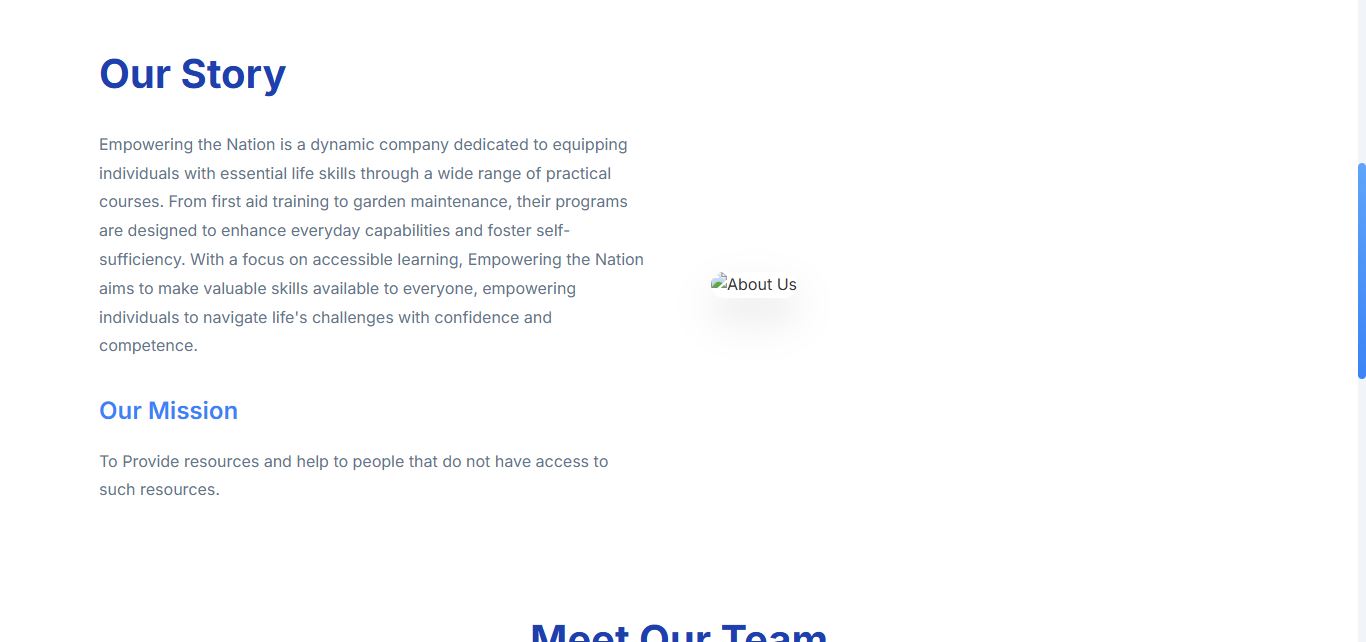 Our Story
Empowering the Nation is a dynamic company dedicated to equipping
individuals with essential life skills through a wide range of practical
courses. From first aid training to garden maintenance, their programs
are designed to enhance everyday capabilities and foster self-
sufficiency. With a focus on accessible learning, Empowering the Nation
aims to make valuable skills available to everyone, empowering
individuals to navigate life's challenges with confidence and
competence.
Our Mission
To Provide resources and help to people that do not have access to
such resources.
About Us
Meet Our Team